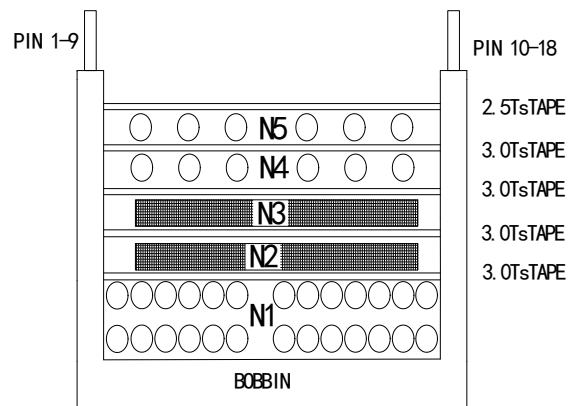 PIN 1-9
PIN 10-18
2.5TsTAPE
N5
3.0TsTAPE
N4
3.0TsTAPE
N3
3.0TsTAPE
N2
3.0TsTAPE
N1
BOBBIN